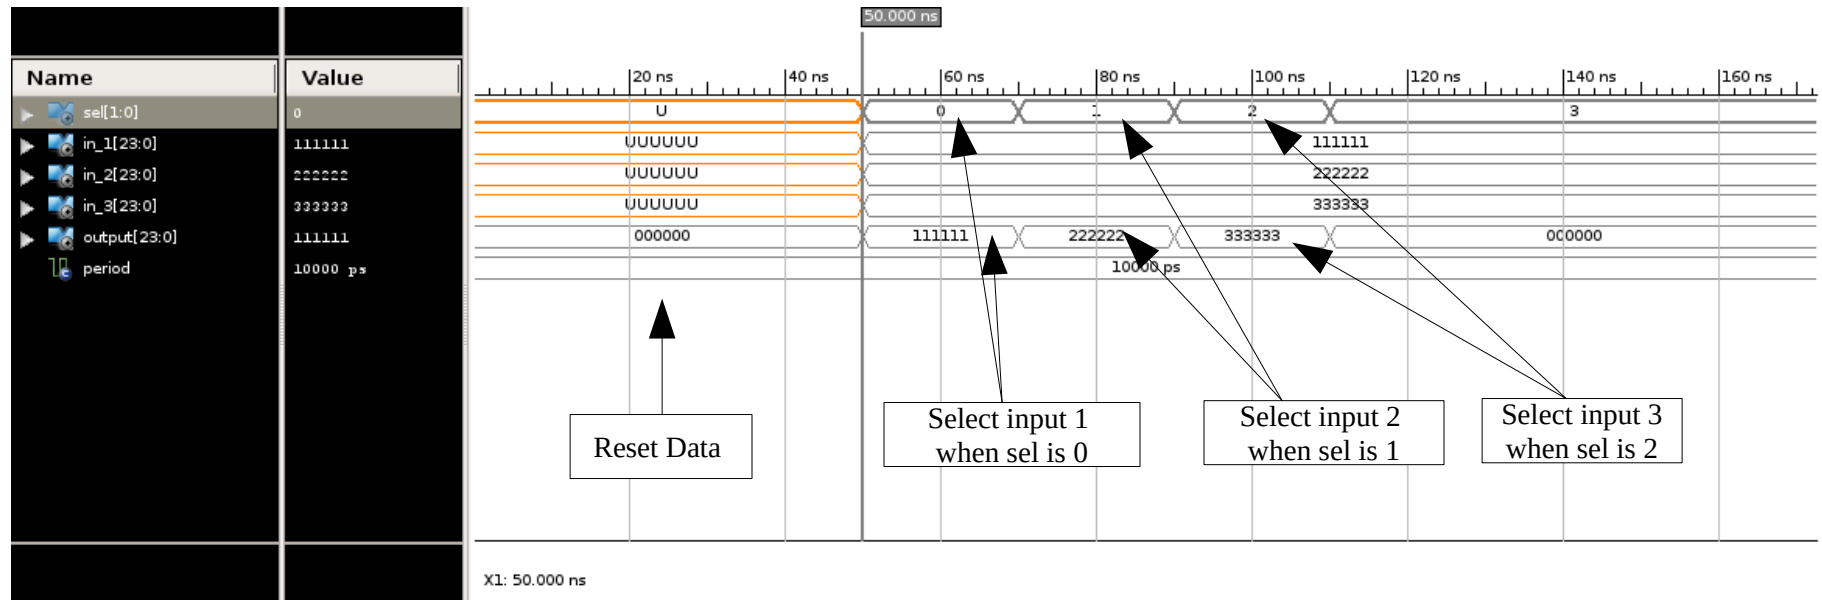 50.000 ns
Name Value
20 ns 40 ns 60 ns 80 ns 100 ns 120 ns 140 ns 160 ns
sel[1:0] 0 U 0 1 2 3
in_1[23:0] 111111 UUUUUU 111111
in_2[23:0] 222222 UUUUUU 222222
in_3[23:0] 333333 UUUUUU 333333
output[23:0] 111111 000000 111111 222222 333333 000000
period 10000 ps 10000 ps
Reset Data
Select input 1
when sel is 0
Select input 2
when sel is 1
Select input 3
when sel is 2
X1: 50.000 ns